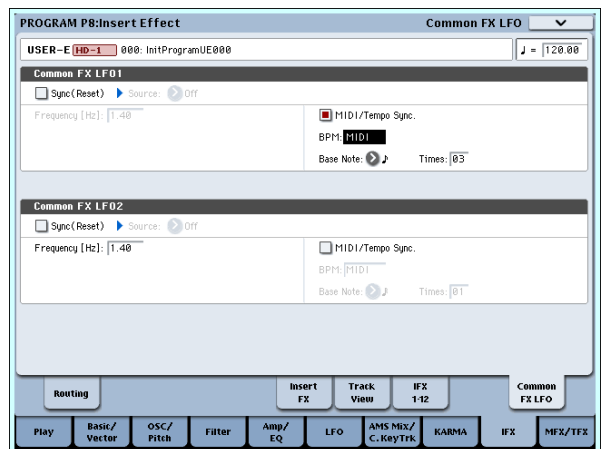 PROGRAM P8:Insert Effect Common FX LFO
USER-E HD-1 000: InitProgramUE000 ♩ = 120.00
Common FX LFO1
Sync(Reset) Source: Off
Frequency [Hz]: 1.40 MIDI/Tempo Sync.
BPM: MIDI
Base Note: ♪ Times: 03
Common FX LFO2
Sync(Reset) Source: Off
Frequency [Hz]: 1.40 MIDI/Tempo Sync.
BPM: MIDI
Base Note: ♪ Times: 01
Routing Insert FX Track View IFX 1-12 Common FX LFO
Play Basic/Vector OSC/Pitch Filter Amp/EQ LFO AMS Mix/C.KeyTrk KARMA IFX MFX/TFX